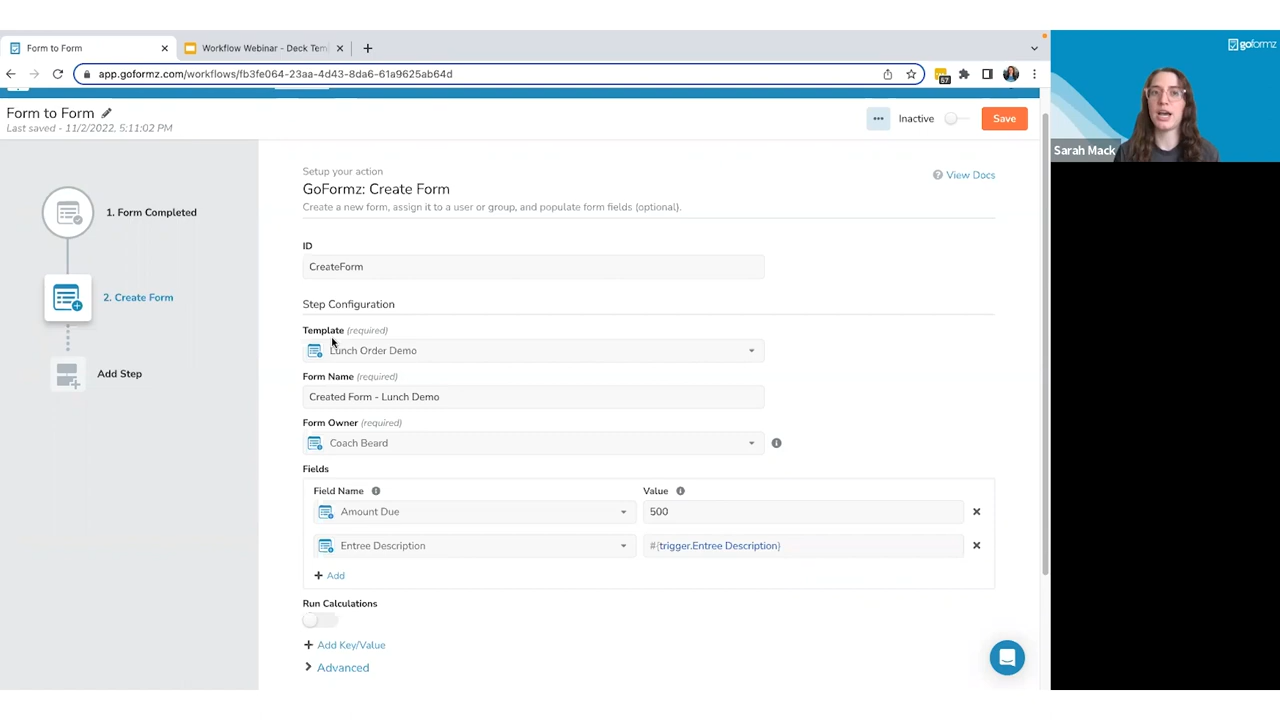 Form to Form
Workflow Webinar - Deck Tem
app.goformz.com/workflows/fb3fe064-23aa-4d43-8da6-61a9625ab64d
57
goformz
Form to Form
Last saved - 11/2/2022, 5:11:02 PM
Inactive
Save
Sarah Mack
Setup your action
GoFormz: Create Form
View Docs
Create a new form, assign it to a user or group, and populate form fields (optional).
1. Form Completed
2. Create Form
Add Step
ID
CreateForm
Step Configuration
Template (required)
Lunch Order Demo
Form Name (required)
Created Form - Lunch Demo
Form Owner (required)
Coach Beard
Fields
Field Name Value
Amount Due 500
Entree Description #{trigger.Entree Description}
+ Add
Run Calculations
+ Add Key/Value
Advanced